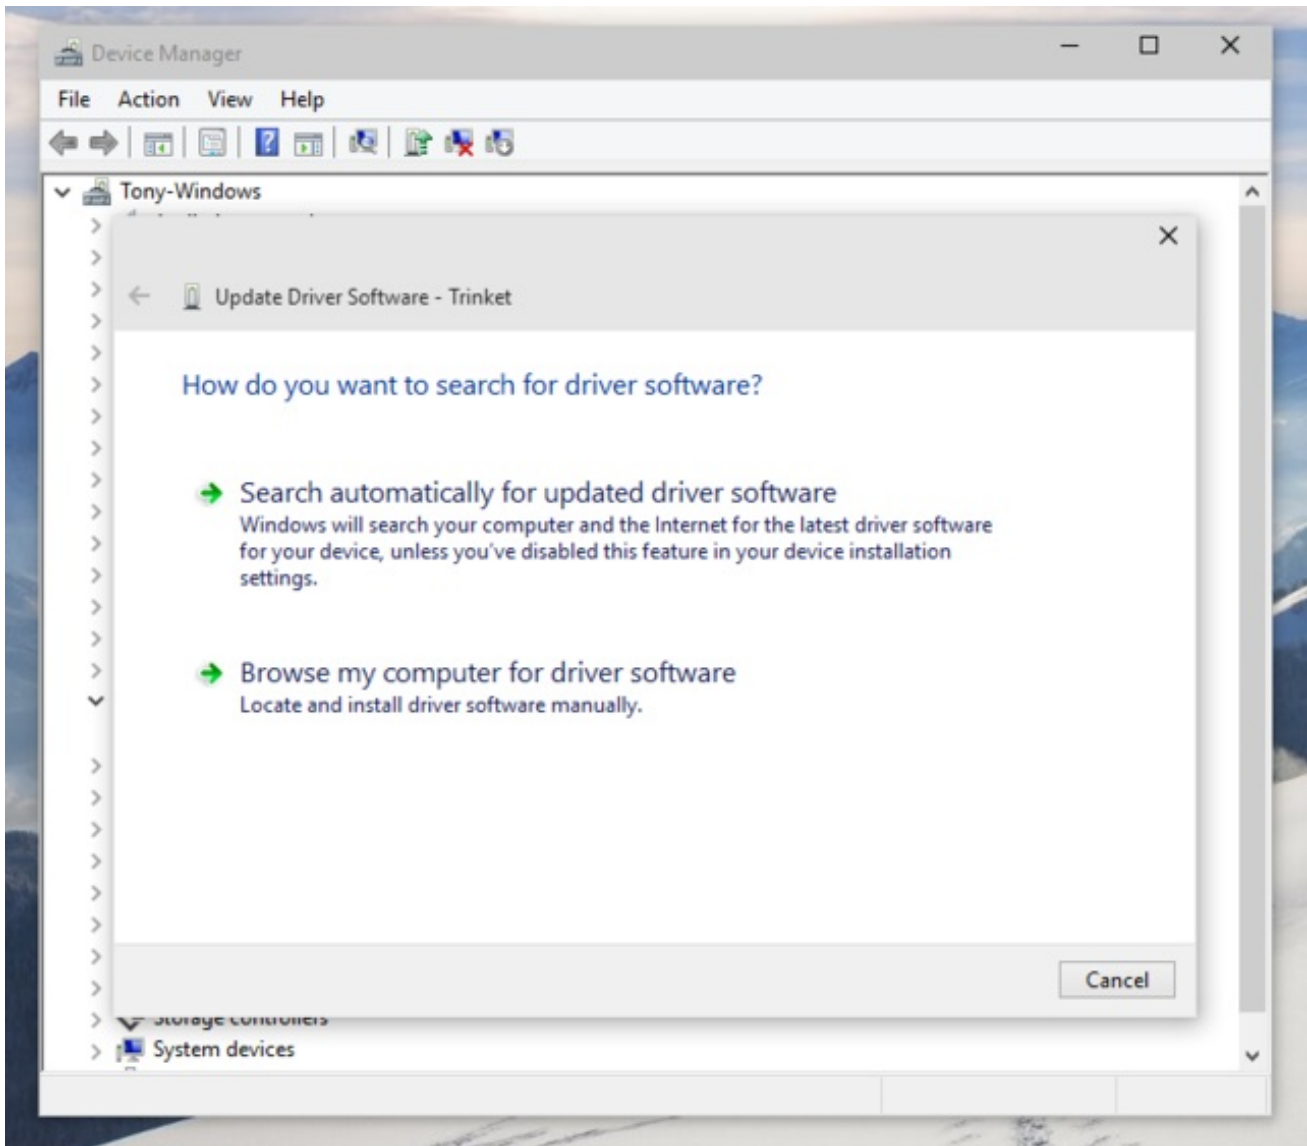 Device Manager
File Action View Help
Tony-Windows
Update Driver Software - Trinket
How do you want to search for driver software?
Search automatically for updated driver software
Windows will search your computer and the Internet for the latest driver software
for your device, unless you've disabled this feature in your device installation
settings.
Browse my computer for driver software
Locate and install driver software manually.
Cancel
Storage controllers
System devices